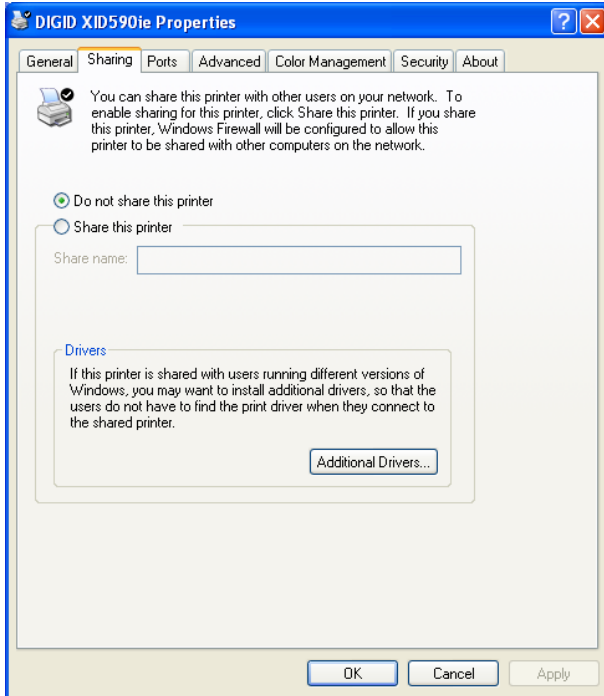 DIGID XID590ie Properties
General Sharing Ports Advanced Color Management Security About
You can share this printer with other users on your network. To
enable sharing for this printer, click Share this printer. If you share
this printer, Windows Firewall will be configured to allow this
printer to be shared with other computers on the network.
Do not share this printer
Share this printer
Share name:
Drivers
If this printer is shared with users running different versions of
Windows, you may want to install additional drivers, so that the
users do not have to find the print driver when they connect to
the shared printer.
Additional Drivers...
OK Cancel Apply